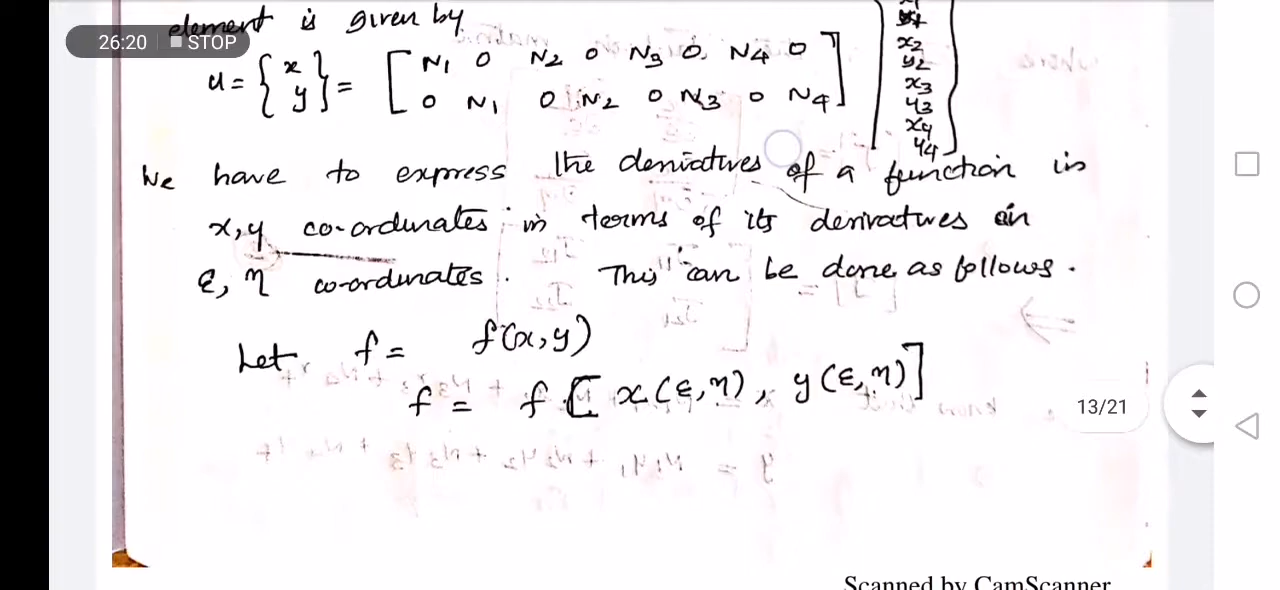 element is given by
26:20 STOP
u = { x y } = [ N1 0 N2 0 N3 0 N4 0
0 N1 0 N2 0 N3 0 N4 ]
y1
x2
y2
x3
y3
x4
y4
We have to express the derivatives of a function in
x,y co-ordinates in terms of its derivatives in
ε, η co-ordinates. This can be done as follows.
Let, f = f(x,y)
f = f [ x(ε,η), y(ε,η) ]
13/21
Scanned by CamScanner